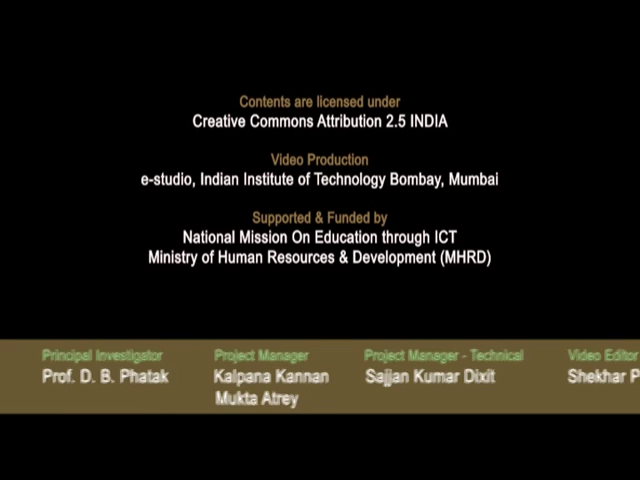 Contents are licensed under
Creative Commons Attribution 2.5 INDIA
Video Production
e-studio, Indian Institute of Technology Bombay, Mumbai
Supported & Funded by
National Mission On Education through ICT
Ministry of Human Resources & Development (MHRD)
Principal Investigator
Prof. D. B. Phatak
Project Manager
Kalpana Kannan
Mukta Atrey
Project Manager - Technical
Sajjan Kumar Dixit
Video Editor
Shekhar